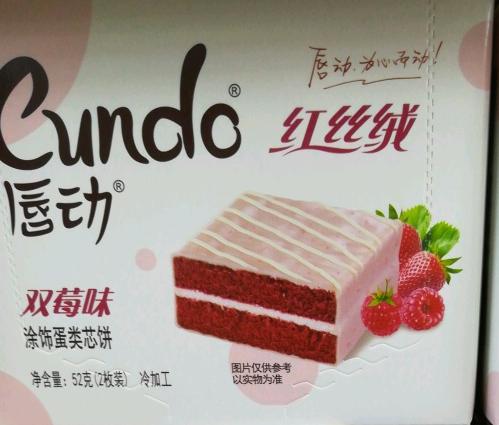 唇动,为心而动!
Cundo®
红丝绒
唇动®
双莓味
涂饰蛋类芯饼
图片仅供参考
以实物为准
净含量:52克(2枚装) 冷加工